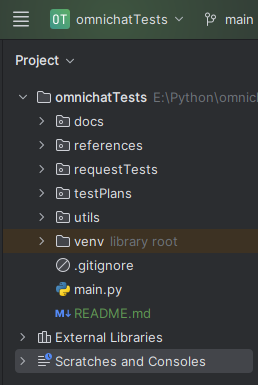 OT omnichatTests main
Project
omnichatTests E:\Python\omnic
docs
references
requestTests
testPlans
utils
venv library root
.gitignore
main.py
M↓ README.md
External Libraries
Scratches and Consoles